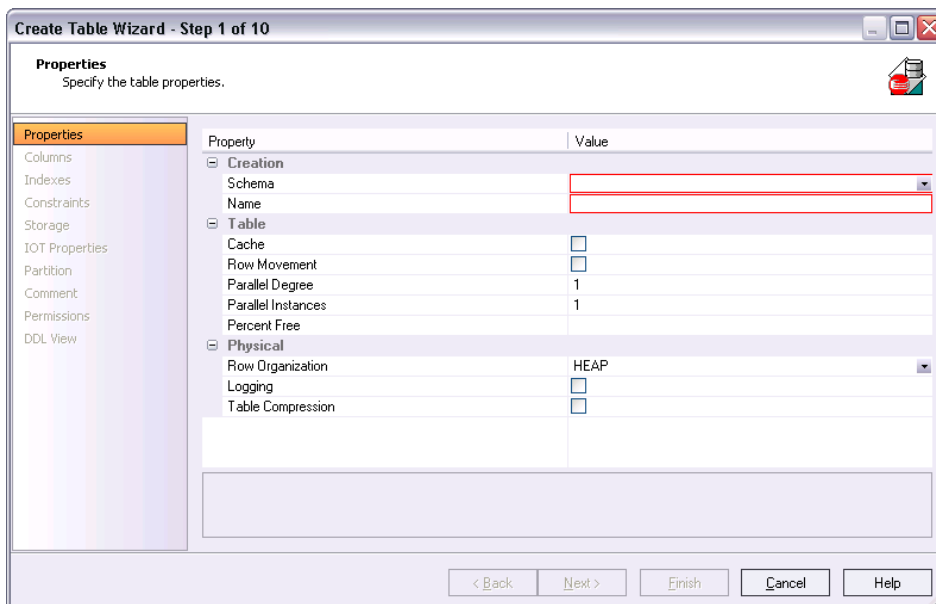 Create Table Wizard - Step 1 of 10
Properties
Specify the table properties.
Properties
Columns
Indexes
Constraints
Storage
IOT Properties
Partition
Comment
Permissions
DDL View
Property Value
Creation
Schema
Name
Table
Cache
Row Movement
Parallel Degree 1
Parallel Instances 1
Percent Free
Physical
Row Organization HEAP
Logging
Table Compression
< Back Next > Finish Cancel Help